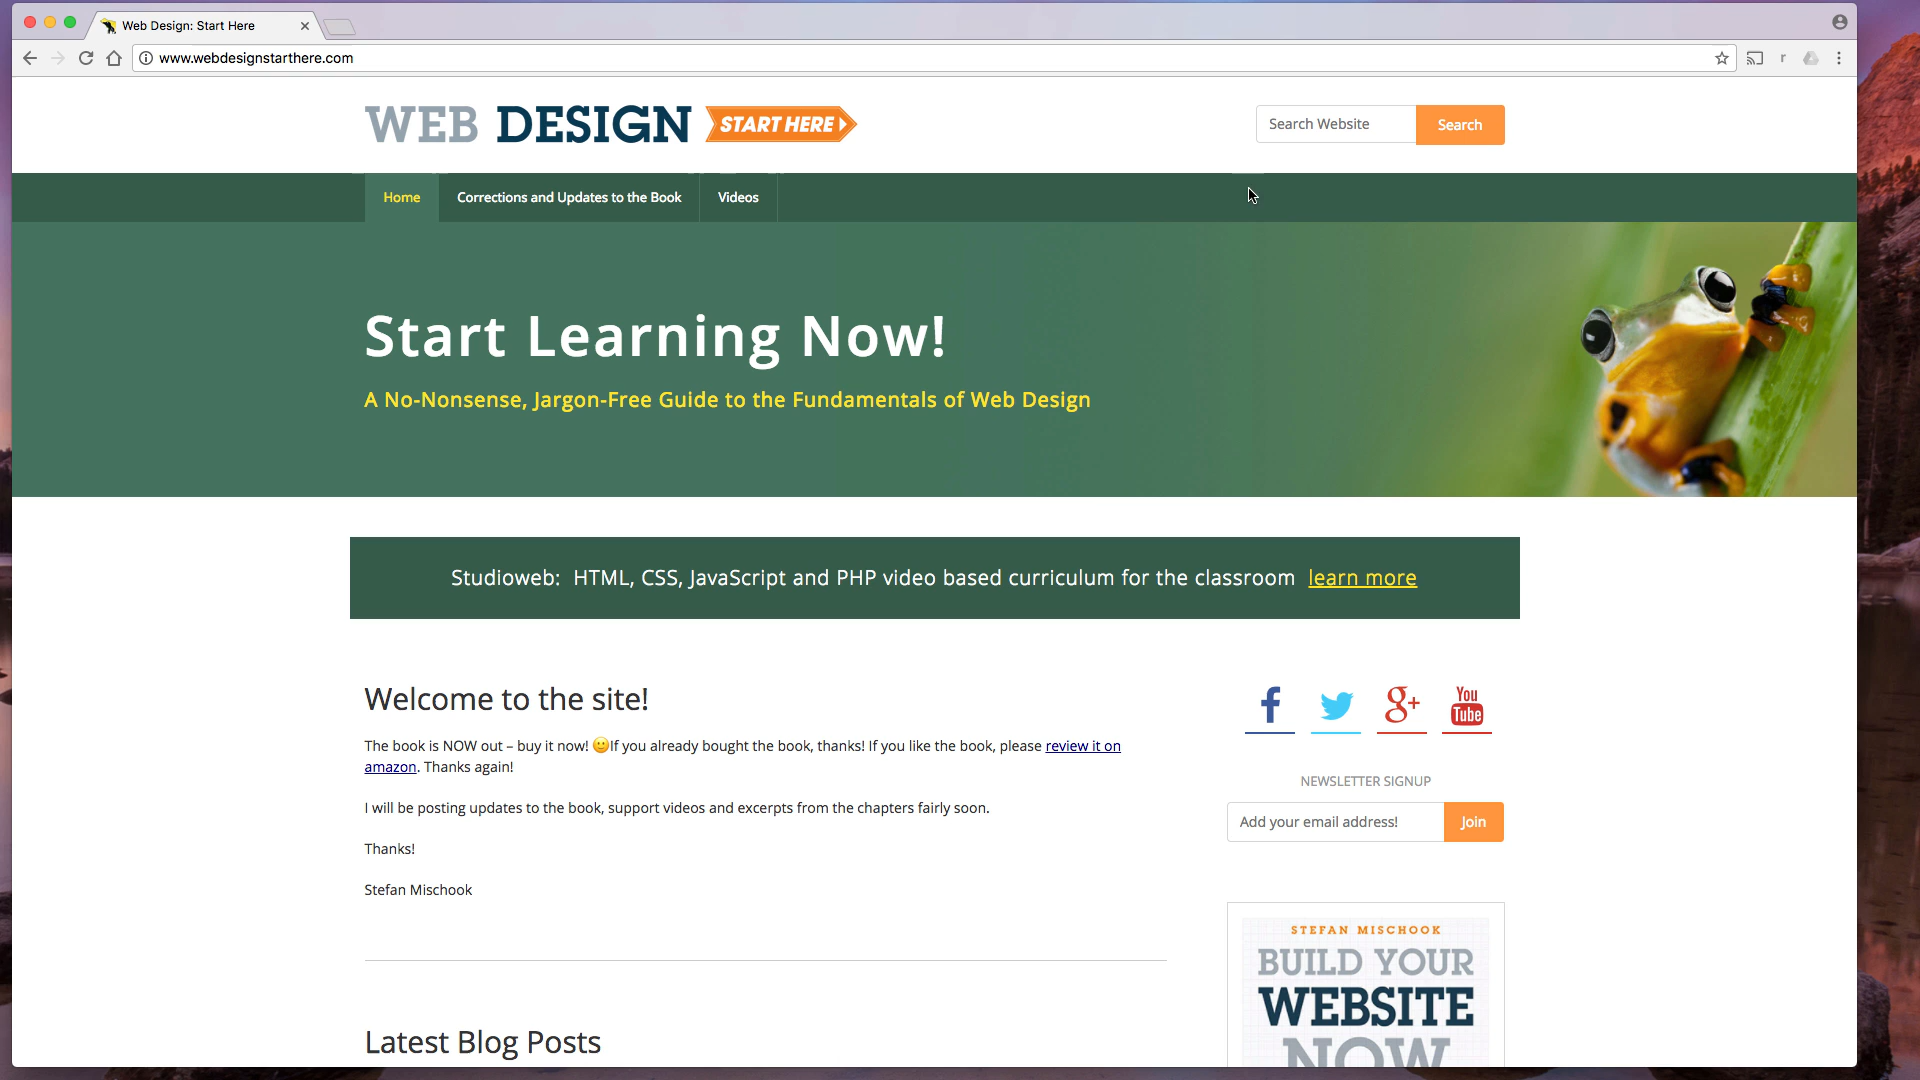 Web Design: Start Here
www.webdesignstarthere.com
r
WEB DESIGN START HERE
Search Website Search
Home Corrections and Updates to the Book Videos
Start Learning Now!
A No-Nonsense, Jargon-Free Guide to the Fundamentals of Web Design
Studioweb: HTML, CSS, JavaScript and PHP video based curriculum for the classroom learn more
Welcome to the site!
The book is NOW out – buy it now! 🙂If you already bought the book, thanks! If you like the book, please review it on
amazon. Thanks again!
I will be posting updates to the book, support videos and excerpts from the chapters fairly soon.
Thanks!
Stefan Mischook
Latest Blog Posts
f g+ You
Tube
NEWSLETTER SIGNUP
Add your email address! Join
STEFAN MISCHOOK
BUILD YOUR
WEBSITE
NOW